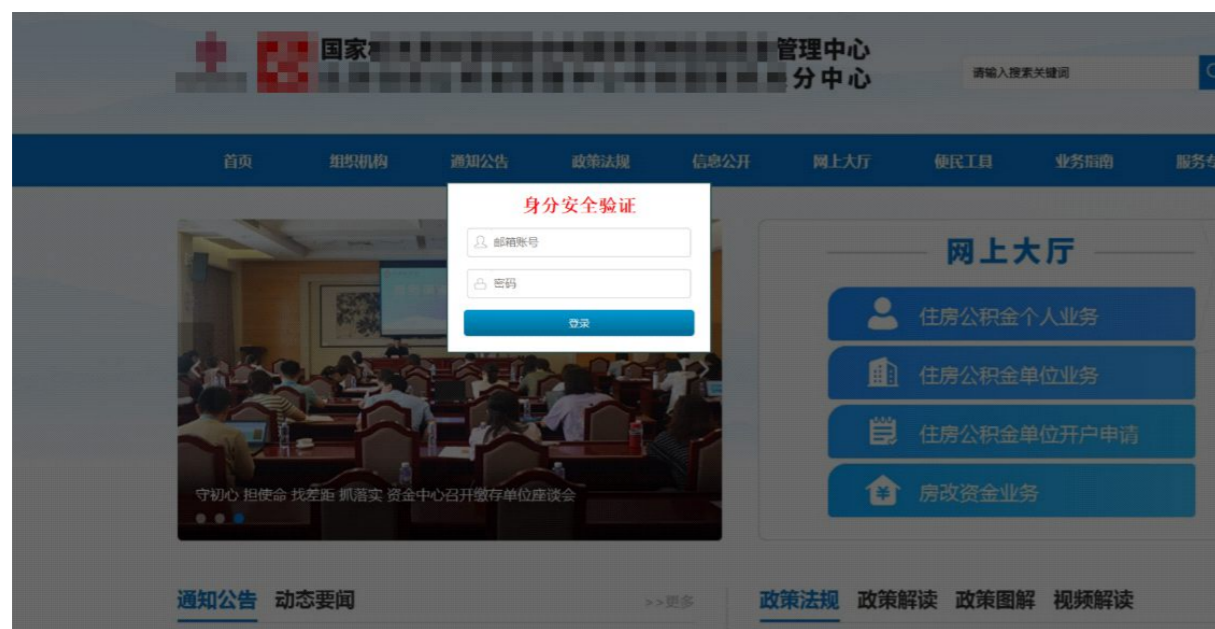 国家
管理中心
分中心
请输入搜索关键词
首页 组织机构 通知公告 政策法规 信息公开 网上大厅 便民工具 业务指南 服务
身分安全验证
邮箱账号
密码
登录
网上大厅
住房公积金个人业务
住房公积金单位业务
住房公积金单位开户申请
房改资金业务
守初心 担使命 找差距 抓落实 资金中心召开缴存单位座谈会
通知公告 动态要闻 >>更多
政策法规 政策解读 政策图解 视频解读